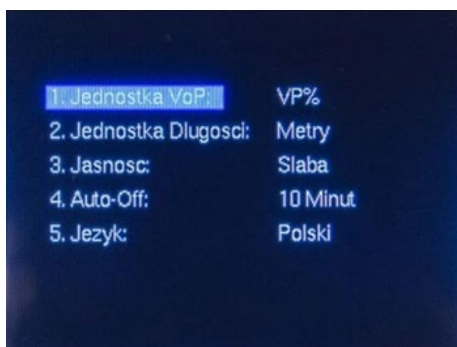 1. Jednostka VoP: VP%
2. Jednostka Dlugosci: Metry
3. Jasnosc: Slaba
4. Auto-Off: 10 Minut
5. Jezyk: Polski